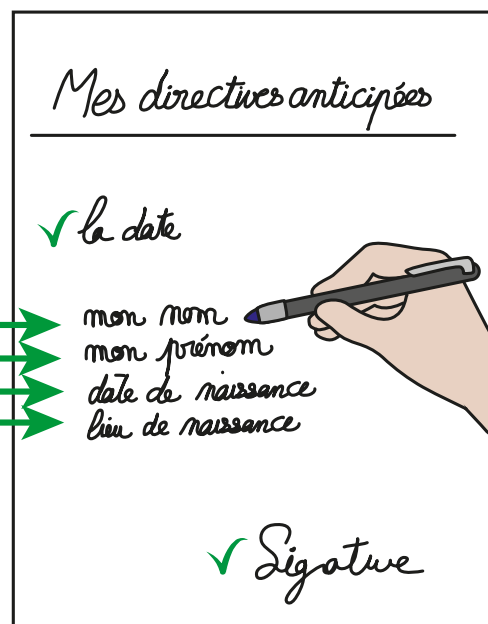 Mes directives anticipées
la date
mon nom
mon prénom
date de naissance
lieu de naissance
Sigature